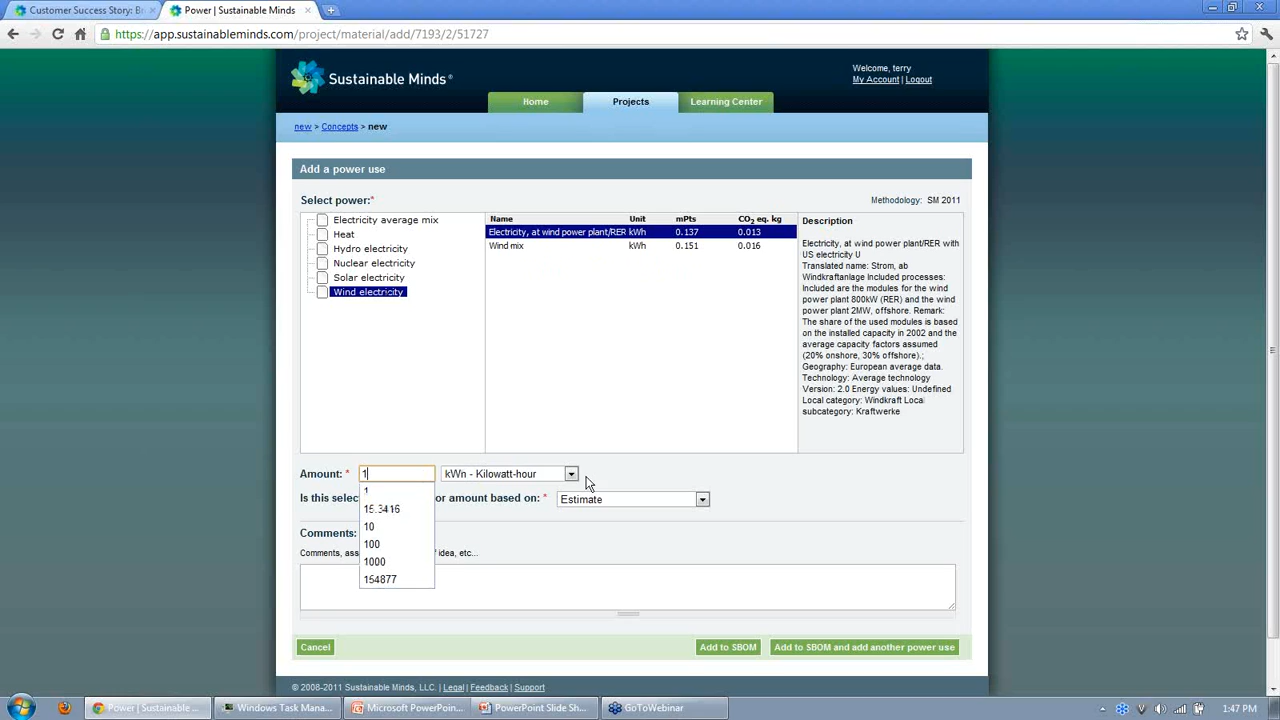 Customer Success Story: B
Power | Sustainable Minds
https://app.sustainableminds.com/project/material/add/7193/2/51727
Sustainable Minds®
Welcome, terry
My Account | Logout
Home
Projects
Learning Center
new > Concepts > new
Add a power use
Select power:*
Methodology: SM 2011
Electricity average mix
Heat
Hydro electricity
Nuclear electricity
Solar electricity
Wind electricity
Name Unit mPts CO2 eq. kg
Electricity, at wind power plant/RER kWh 0.137 0.013
Wind mix kWh 0.151 0.016
Description
Electricity, at wind power plant/RER with
US electricity U
Translated name: Strom, ab
Windkraftanlage Included processes:
Included are the modules for the wind
power plant 800kW (RER) and the wind
power plant 2MW, offshore. Remark:
The share of the used modules is based
on the installed capacity in 2002 and the
average capacity factors assumed
(20% onshore, 30% offshore).;
Geography: European average data.
Technology: Average technology
Version: 2.0 Energy values: Undefined
Local category: Windkraft Local
subcategory: Kraftwerke
Amount: * 1 kWh - Kilowatt-hour
1
15.3416
10
100
1000
154877
Is this selec or amount based on: * Estimate
Comments:
Comments, ass f idea, etc...
Cancel
Add to SBOM
Add to SBOM and add another power use
© 2008-2011 Sustainable Minds, LLC. | Legal | Feedback | Support
Power | Sustainable ...
Windows Task Mana...
Microsoft PowerPoin...
PowerPoint Slide Sh...
GoToWebinar
1:47 PM